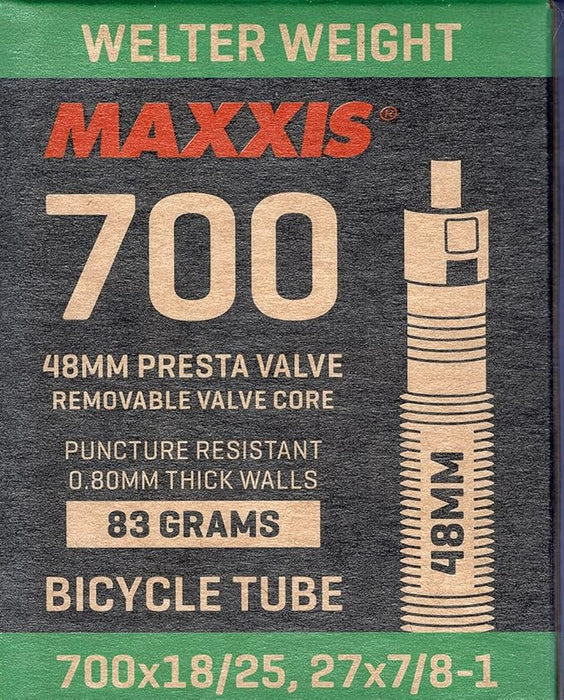 WELTER WEIGHT
MAXXIS®
700
48MM PRESTA VALVE
REMOVABLE VALVE CORE
PUNCTURE RESISTANT
0.80MM THICK WALLS
83 GRAMS
BICYCLE TUBE
48MM
700x18/25, 27x7/8-1